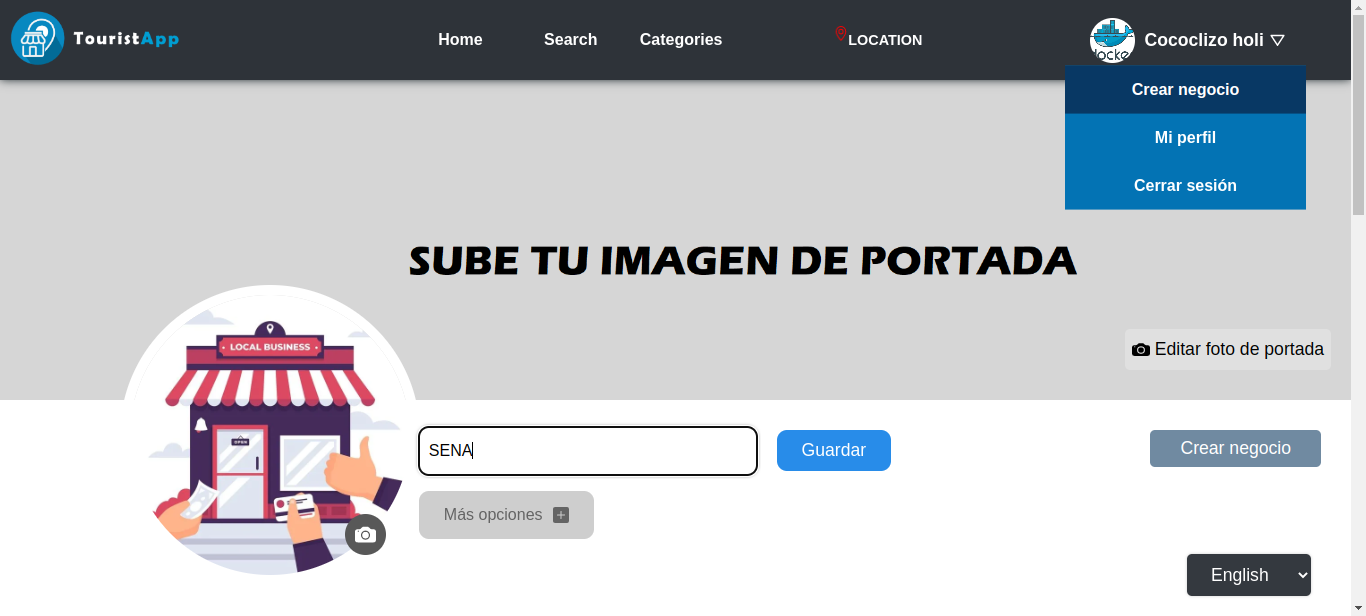 TouristApp
Home
Search
Categories
LOCATION
Cococlizo holi
Crear negocio
Mi perfil
Cerrar sesión
SUBE TU IMAGEN DE PORTADA
LOCAL BUSINESS
OPEN
Editar foto de portada
SENA
Guardar
Crear negocio
Más opciones
English